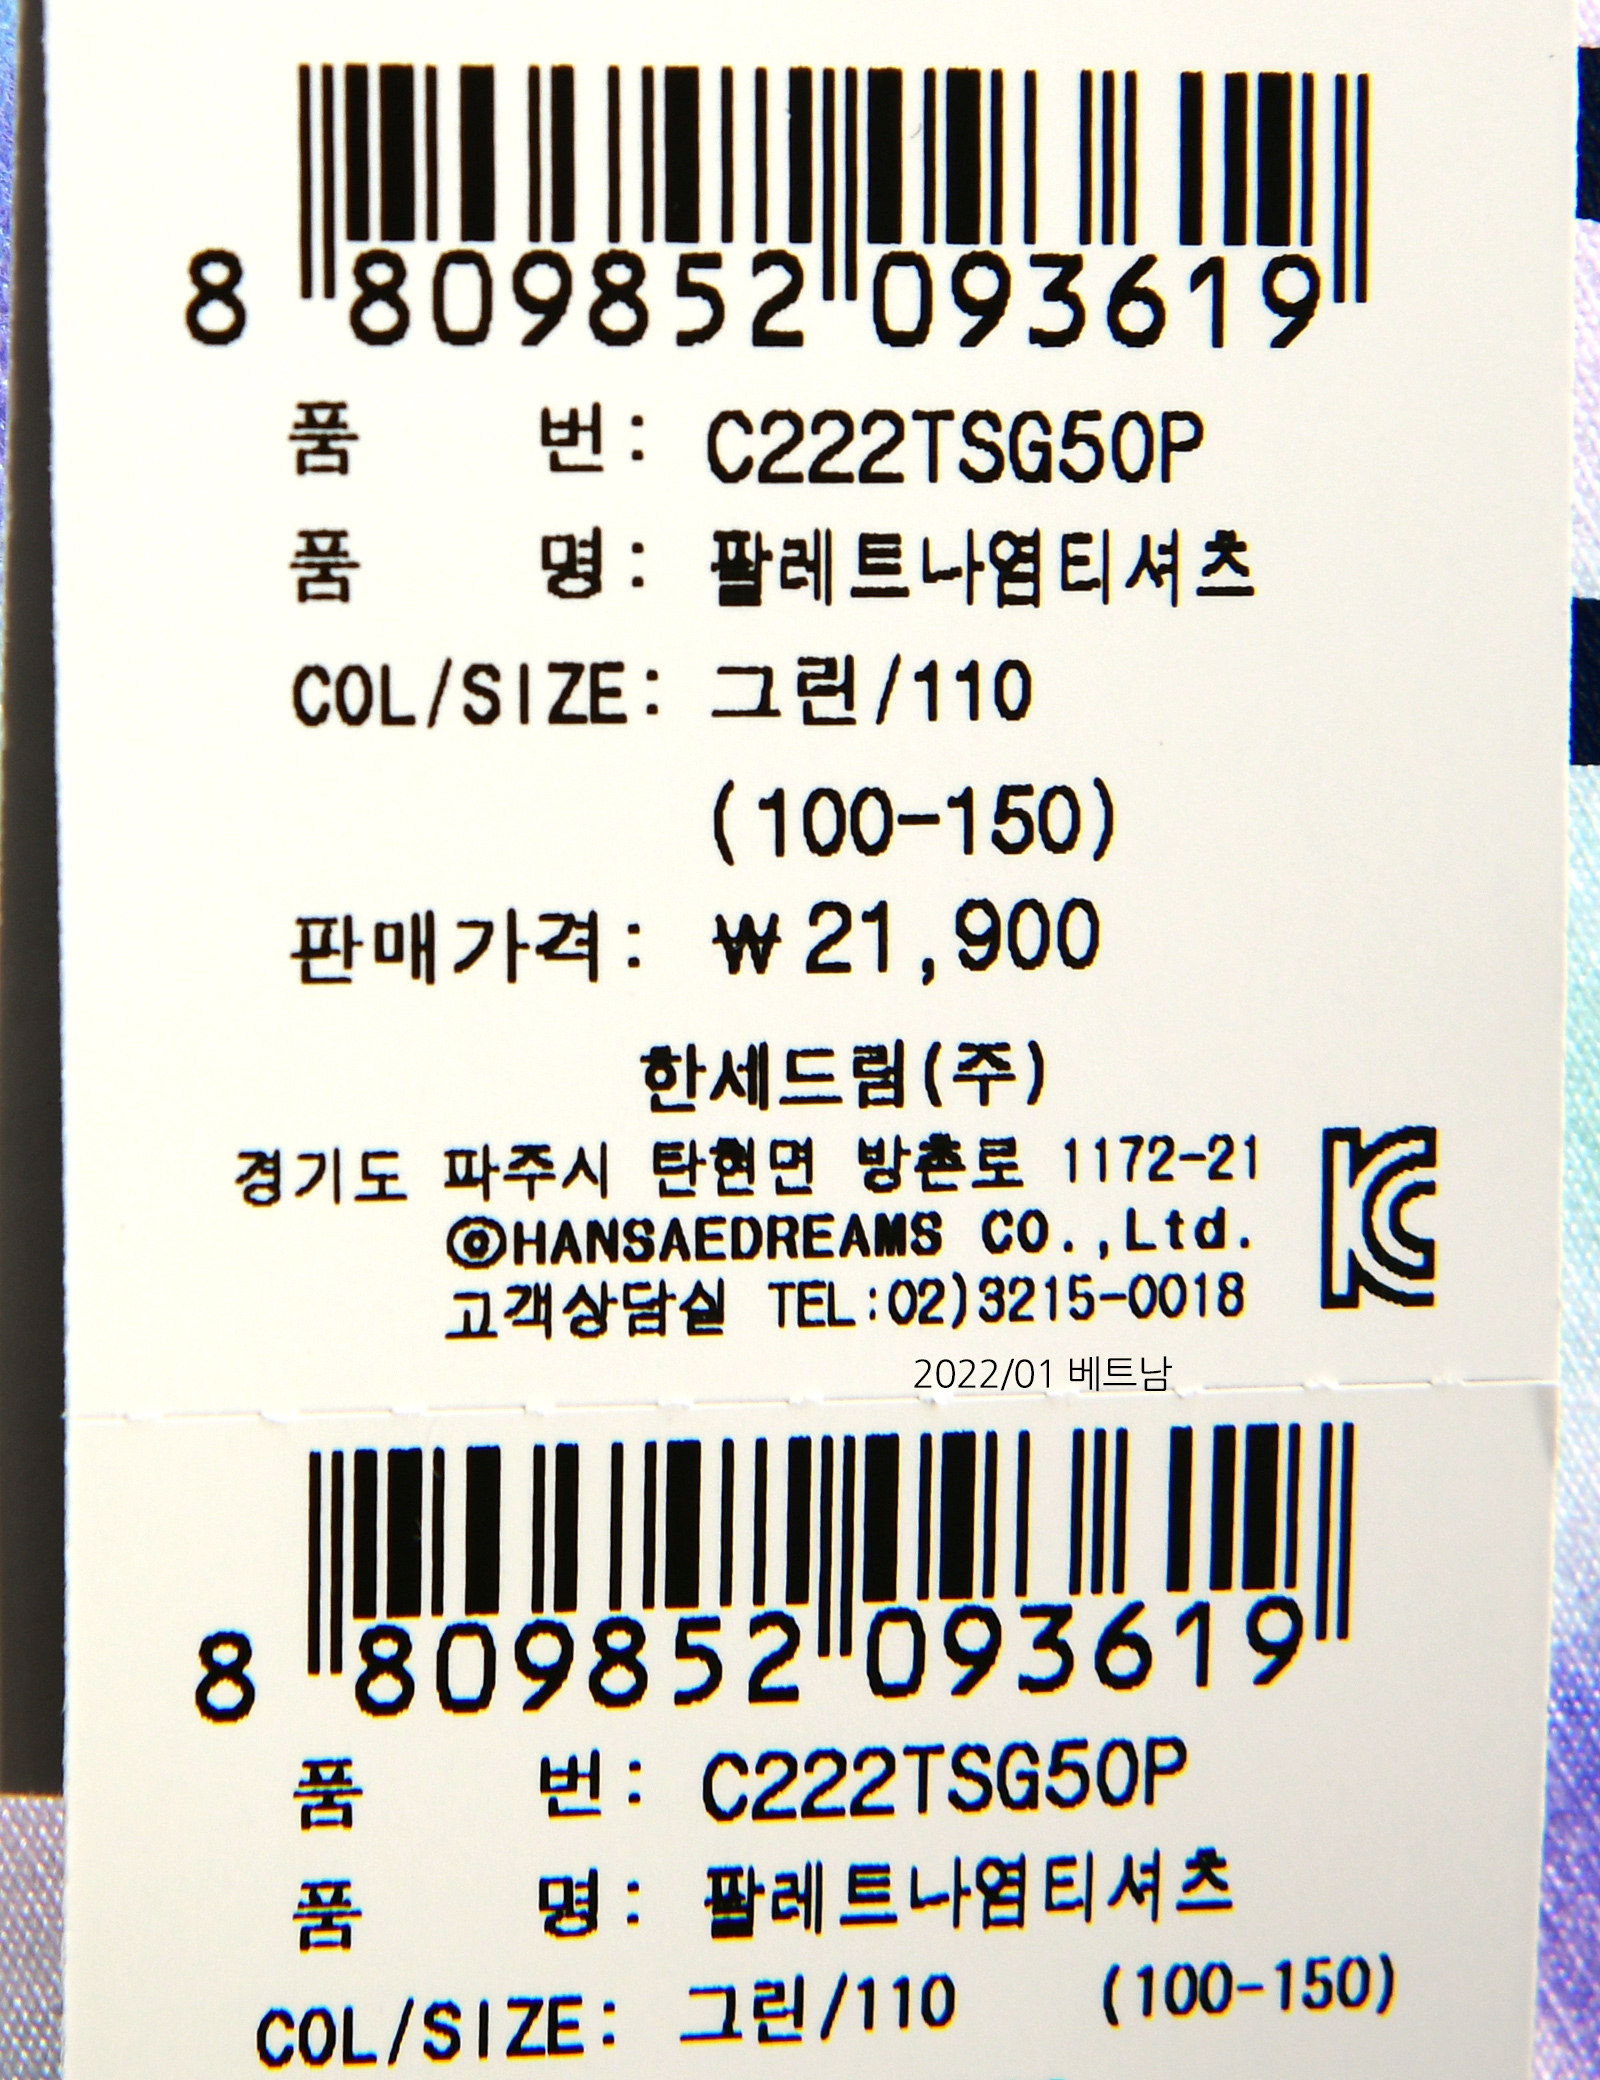 8 809852 093619
품 번: C222TSG50P
품 명: 팔레트나염티셔츠
COL/SIZE: 그린/110
(100-150)
판매가격: ₩21,900
한세드림(주)
경기도 파주시 탄현면 방촌로 1172-21
ⓒHANSAEDREAMS CO.,Ltd.
고객상담실 TEL:02)3215-0018
KC
2022/01 베트남
8 809852 093619
품 번: C222TSG50P
품 명: 팔레트나염티셔츠
COL/SIZE: 그린/110 (100-150)